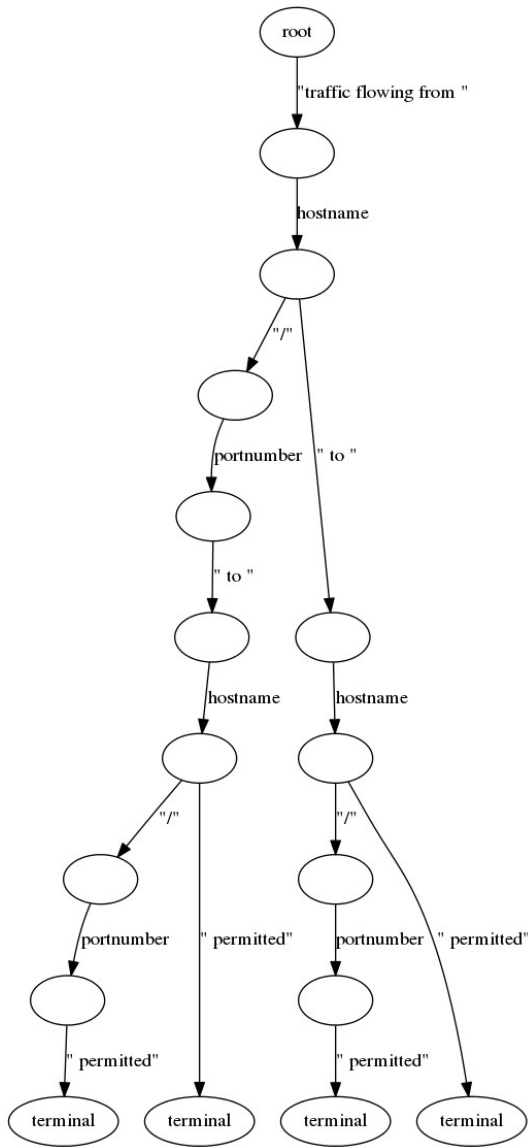 root
"traffic flowing from "
hostname
"/"
portnumber " to "
" to "
hostname hostname
"/" "/"
portnumber " permitted" portnumber " permitted"
" permitted" " permitted"
terminal terminal terminal terminal